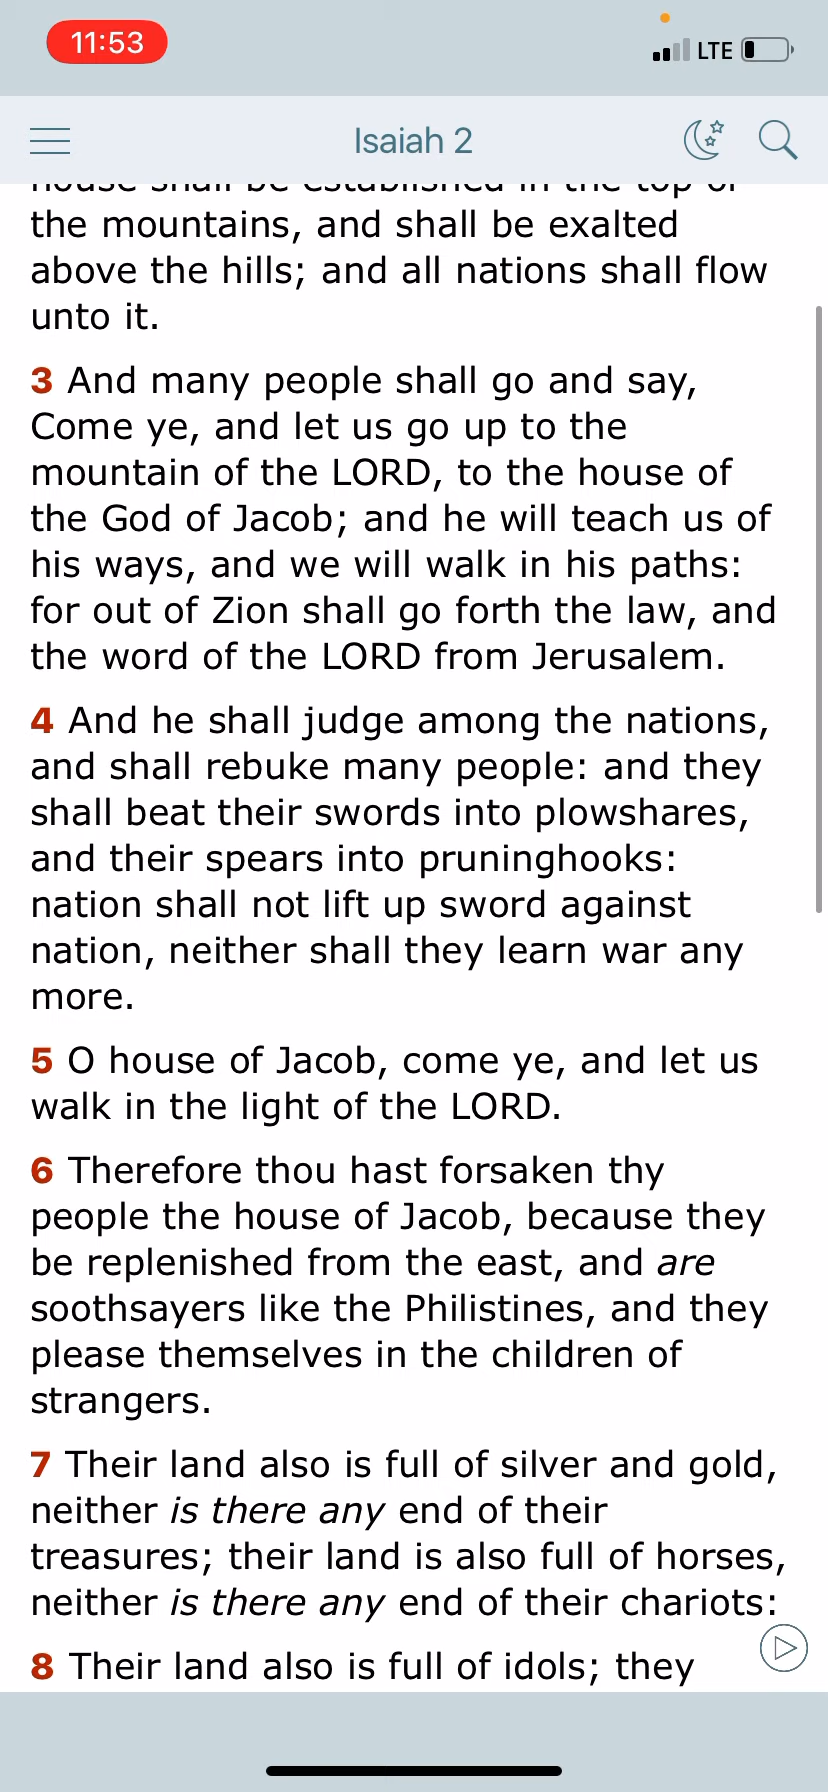 11:53
LTE
Isaiah 2
house shall be established in the top of
the mountains, and shall be exalted
above the hills; and all nations shall flow
unto it.
3 And many people shall go and say,
Come ye, and let us go up to the
mountain of the LORD, to the house of
the God of Jacob; and he will teach us of
his ways, and we will walk in his paths:
for out of Zion shall go forth the law, and
the word of the LORD from Jerusalem.
4 And he shall judge among the nations,
and shall rebuke many people: and they
shall beat their swords into plowshares,
and their spears into pruninghooks:
nation shall not lift up sword against
nation, neither shall they learn war any
more.
5 O house of Jacob, come ye, and let us
walk in the light of the LORD.
6 Therefore thou hast forsaken thy
people the house of Jacob, because they
be replenished from the east, and are
soothsayers like the Philistines, and they
please themselves in the children of
strangers.
7 Their land also is full of silver and gold,
neither is there any end of their
treasures; their land is also full of horses,
neither is there any end of their chariots:
8 Their land also is full of idols; they